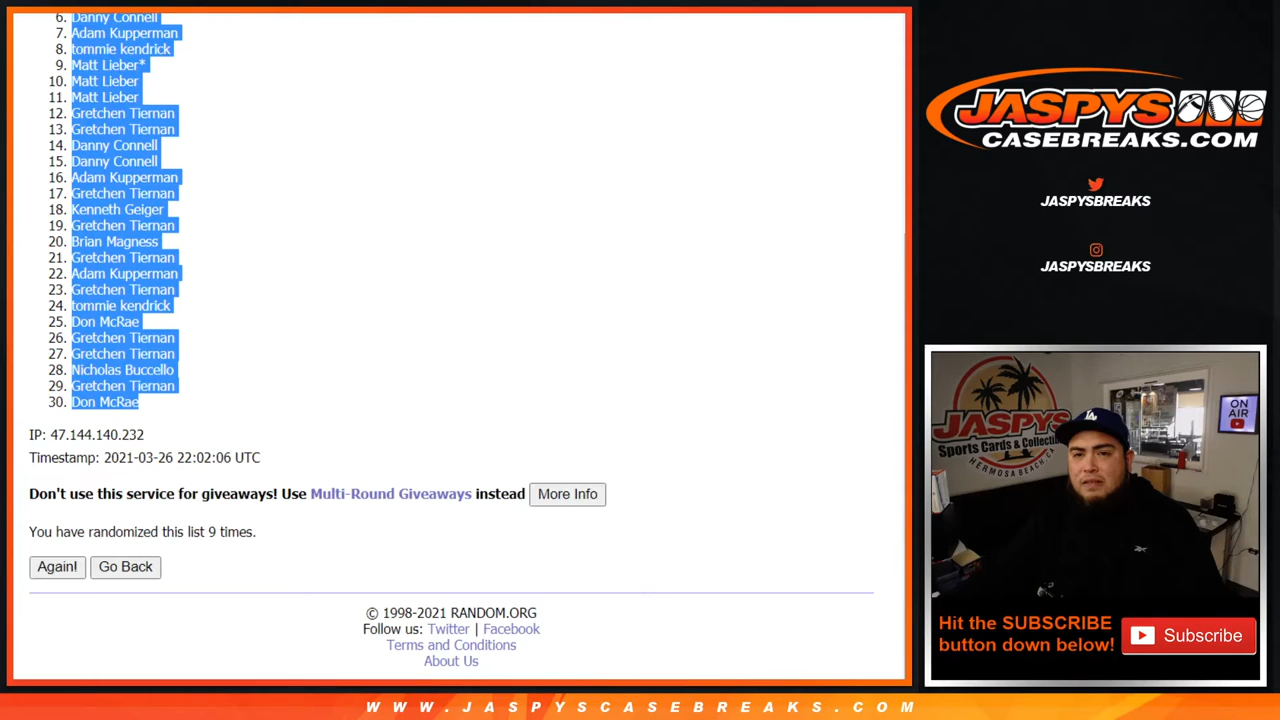 6. Danny Connell
7. Adam Kupperman
8. tommie kendrick
9. Matt Lieber*
10. Matt Lieber
11. Matt Lieber
12. Gretchen Tiernan
13. Gretchen Tiernan
14. Danny Connell
15. Danny Connell
16. Adam Kupperman
17. Gretchen Tiernan
18. Kenneth Geiger
19. Gretchen Tiernan
20. Brian Magness
21. Gretchen Tiernan
22. Adam Kupperman
23. Gretchen Tiernan
24. tommie kendrick
25. Don McRae
26. Gretchen Tiernan
27. Gretchen Tiernan
28. Nicholas Buccello
29. Gretchen Tiernan
30. Don McRae
IP: 47.144.140.232
Timestamp: 2021-03-26 22:02:06 UTC
Don't use this service for giveaways! Use Multi-Round Giveaways instead More Info
You have randomized this list 9 times.
Again! Go Back
© 1998-2021 RANDOM.ORG
Follow us: Twitter | Facebook
Terms and Conditions
About Us
JASPYS
CASEBREAKS.COM
JASPYSBREAKS
JASPYSBREAKS
JASPYS
Sports Cards & Collectibles
HERMOSA BEACH, CA
ON
AIR
LA
Hit the SUBSCRIBE
button down below!
Subscribe
WWW.JASPYSCASEBREAKS.COM